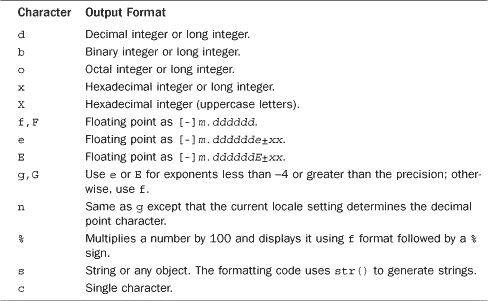 Character Output Format
d Decimal integer or long integer.
b Binary integer or long integer.
o Octal integer or long integer.
x Hexadecimal integer or long integer.
X Hexadecimal integer (uppercase letters).
f,F Floating point as [-]m.dddddd.
e Floating point as [-]m.dddddde±xx.
E Floating point as [-]m.ddddddE±xx.
g,G Use e or E for exponents less than –4 or greater than the precision; other-
wise, use f.
n Same as g except that the current locale setting determines the decimal
point character.
% Multiplies a number by 100 and displays it using f format followed by a %
sign.
s String or any object. The formatting code uses str() to generate strings.
c Single character.